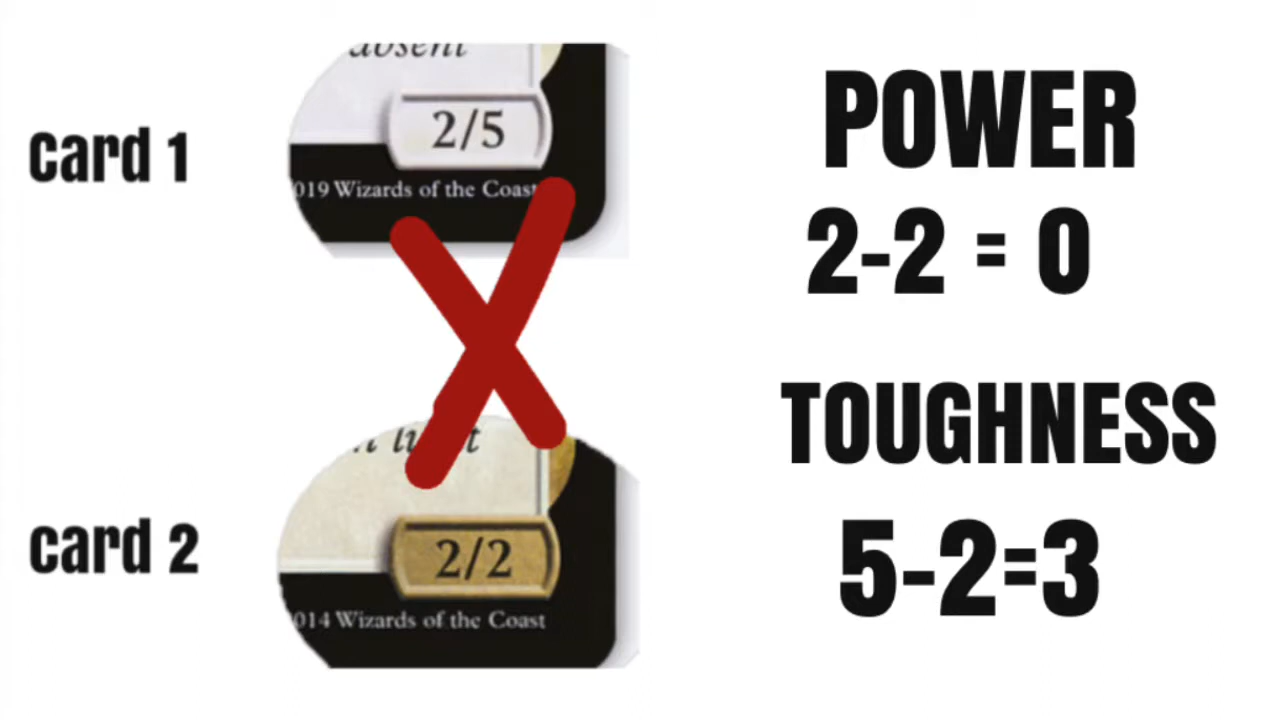 absent
Card 1
2/5
019 Wizards of the Coast
POWER
2-2 = 0
TOUGHNESS
5-2=3
card 2
2/2
014 Wizards of the Coast